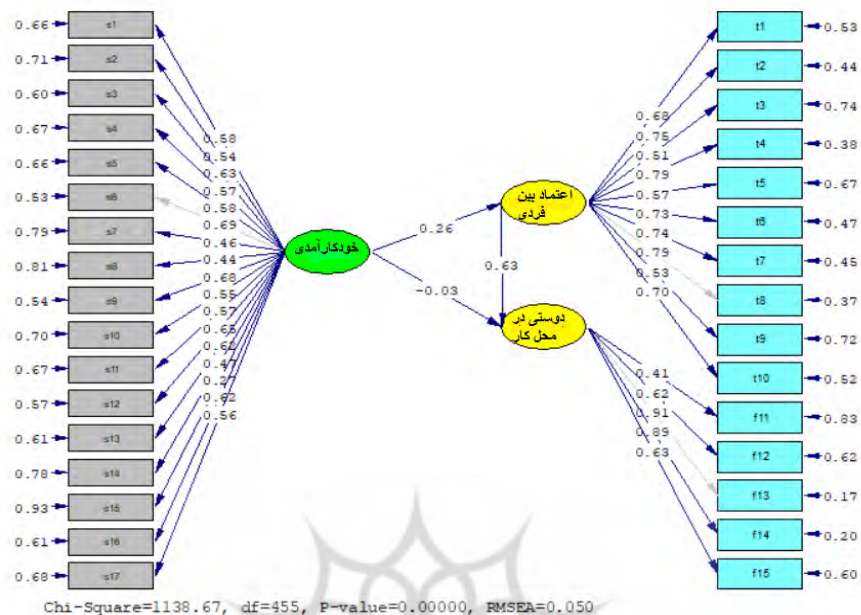 0.66 s1
0.71 s2
0.60 s3
0.67 s4
0.66 s5
0.53 s6
0.79 s7
0.81 s8
0.54 s9
0.70 s10
0.67 s11
0.57 s12
0.61 s13
0.78 s14
0.93 s15
0.61 s16
0.68 s17
0.58
0.54
0.63
0.57
0.58
0.69
0.46
0.44
0.68
0.55
0.57
0.65
0.62
0.47
0.27
0.62
0.56
خودکارآمدی
0.26
-0.03
اعتماد بین
فردی
0.63
دوستی در
محل کار
0.68
0.75
0.51
0.79
0.57
0.73
0.74
0.79
0.53
0.70
0.41
0.62
0.91
0.89
0.63
t1 0.53
t2 0.44
t3 0.74
t4 0.38
t5 0.67
t6 0.47
t7 0.45
t8 0.37
t9 0.72
t10 0.52
f11 0.83
f12 0.62
f13 0.17
f14 0.20
f15 0.60
Chi-Square=1138.67, df=455, P-value=0.00000, RMSEA=0.050